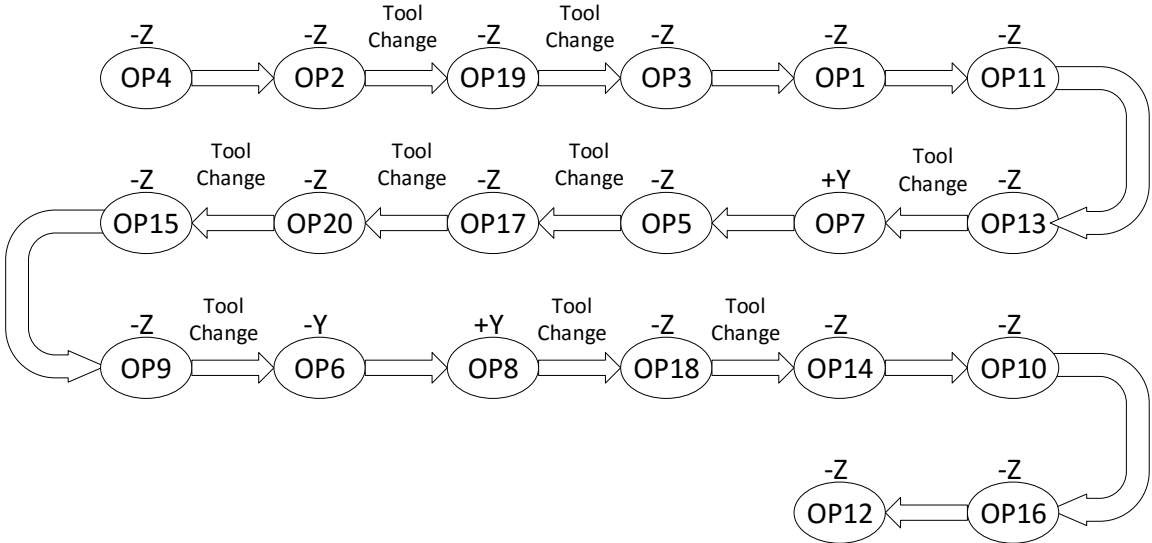 Tool
Change
Tool
Change
-Z -Z -Z -Z -Z -Z
OP4 OP2 OP19 OP3 OP1 OP11
Tool
Change
Tool
Change
Tool
Change
Tool
Change
-Z -Z -Z -Z +Y -Z
OP15 OP20 OP17 OP5 OP7 OP13
Tool
Change
Tool
Change
Tool
Change
-Z -Y +Y -Z -Z -Z
OP9 OP6 OP8 OP18 OP14 OP10
-Z -Z
OP12 OP16